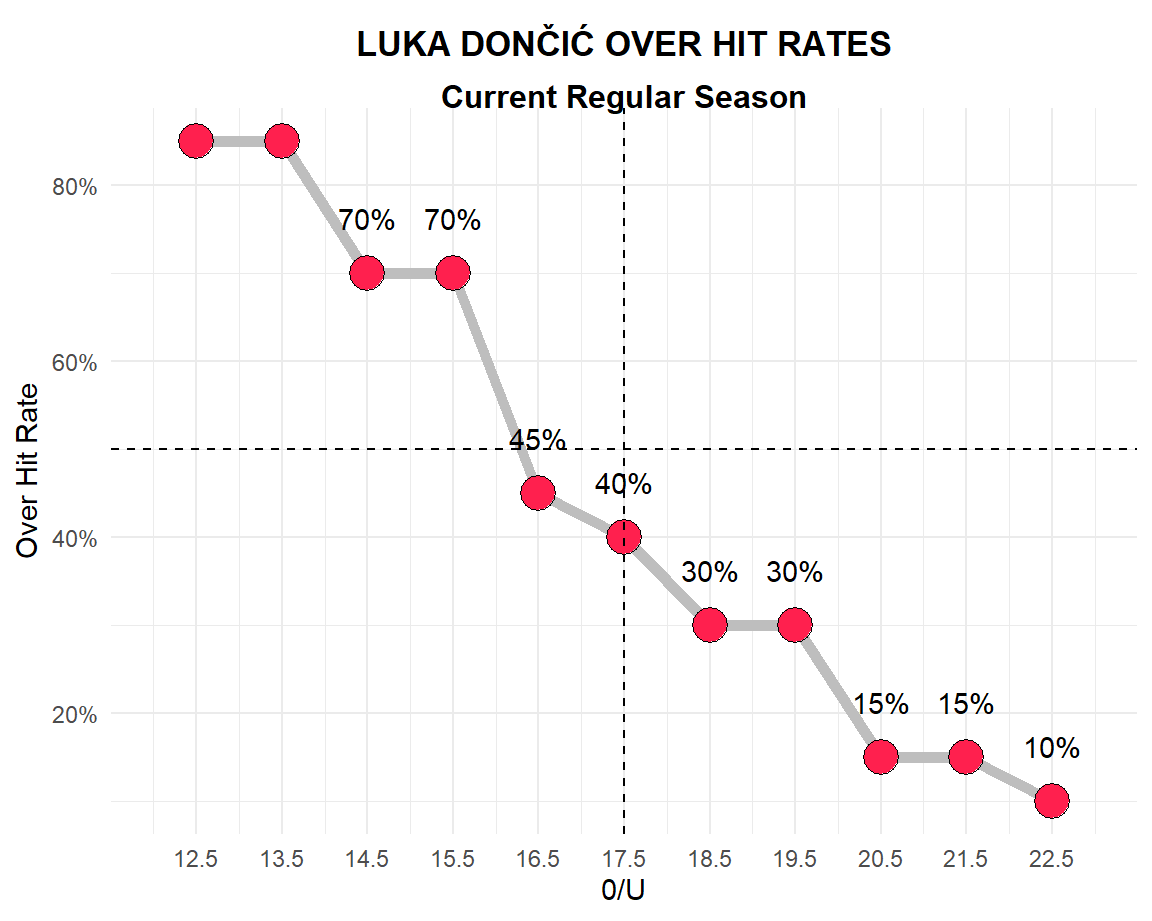 LUKA DONČIĆ OVER HIT RATES
Current Regular Season
80%
60%
40%
20%
Over Hit Rate
70% 70%
45%
40%
30% 30%
15% 15%
10%
12.5 13.5 14.5 15.5 16.5 17.5 18.5 19.5 20.5 21.5 22.5
0/U